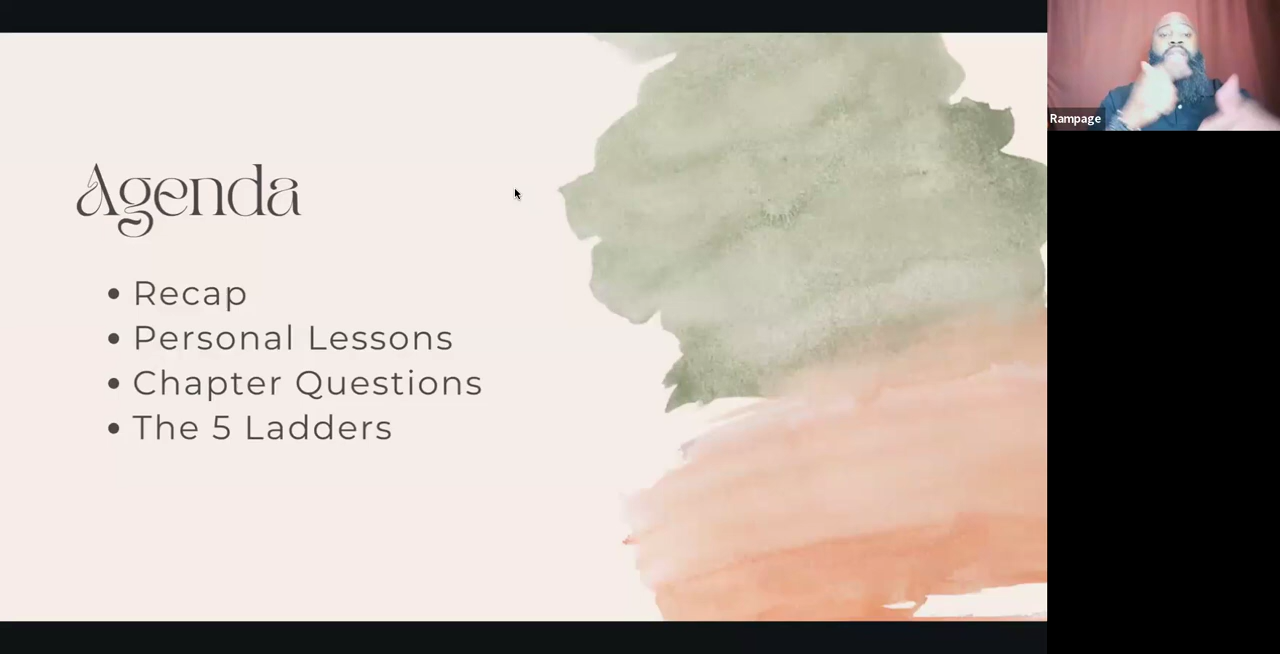 Agenda
• Recap
• Personal Lessons
• Chapter Questions
• The 5 Ladders
Rampage